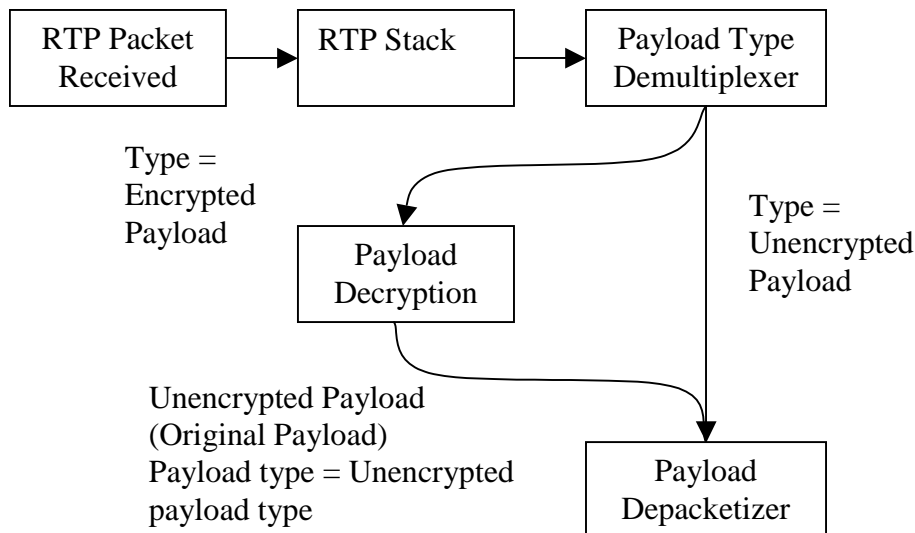 RTP Packet
Received
RTP Stack
Payload Type
Demultiplexer
Type =
Encrypted
Payload
Type =
Unencrypted
Payload
Payload
Decryption
Unencrypted Payload
(Original Payload)
Payload type = Unencrypted
payload type
Payload
Depacketizer